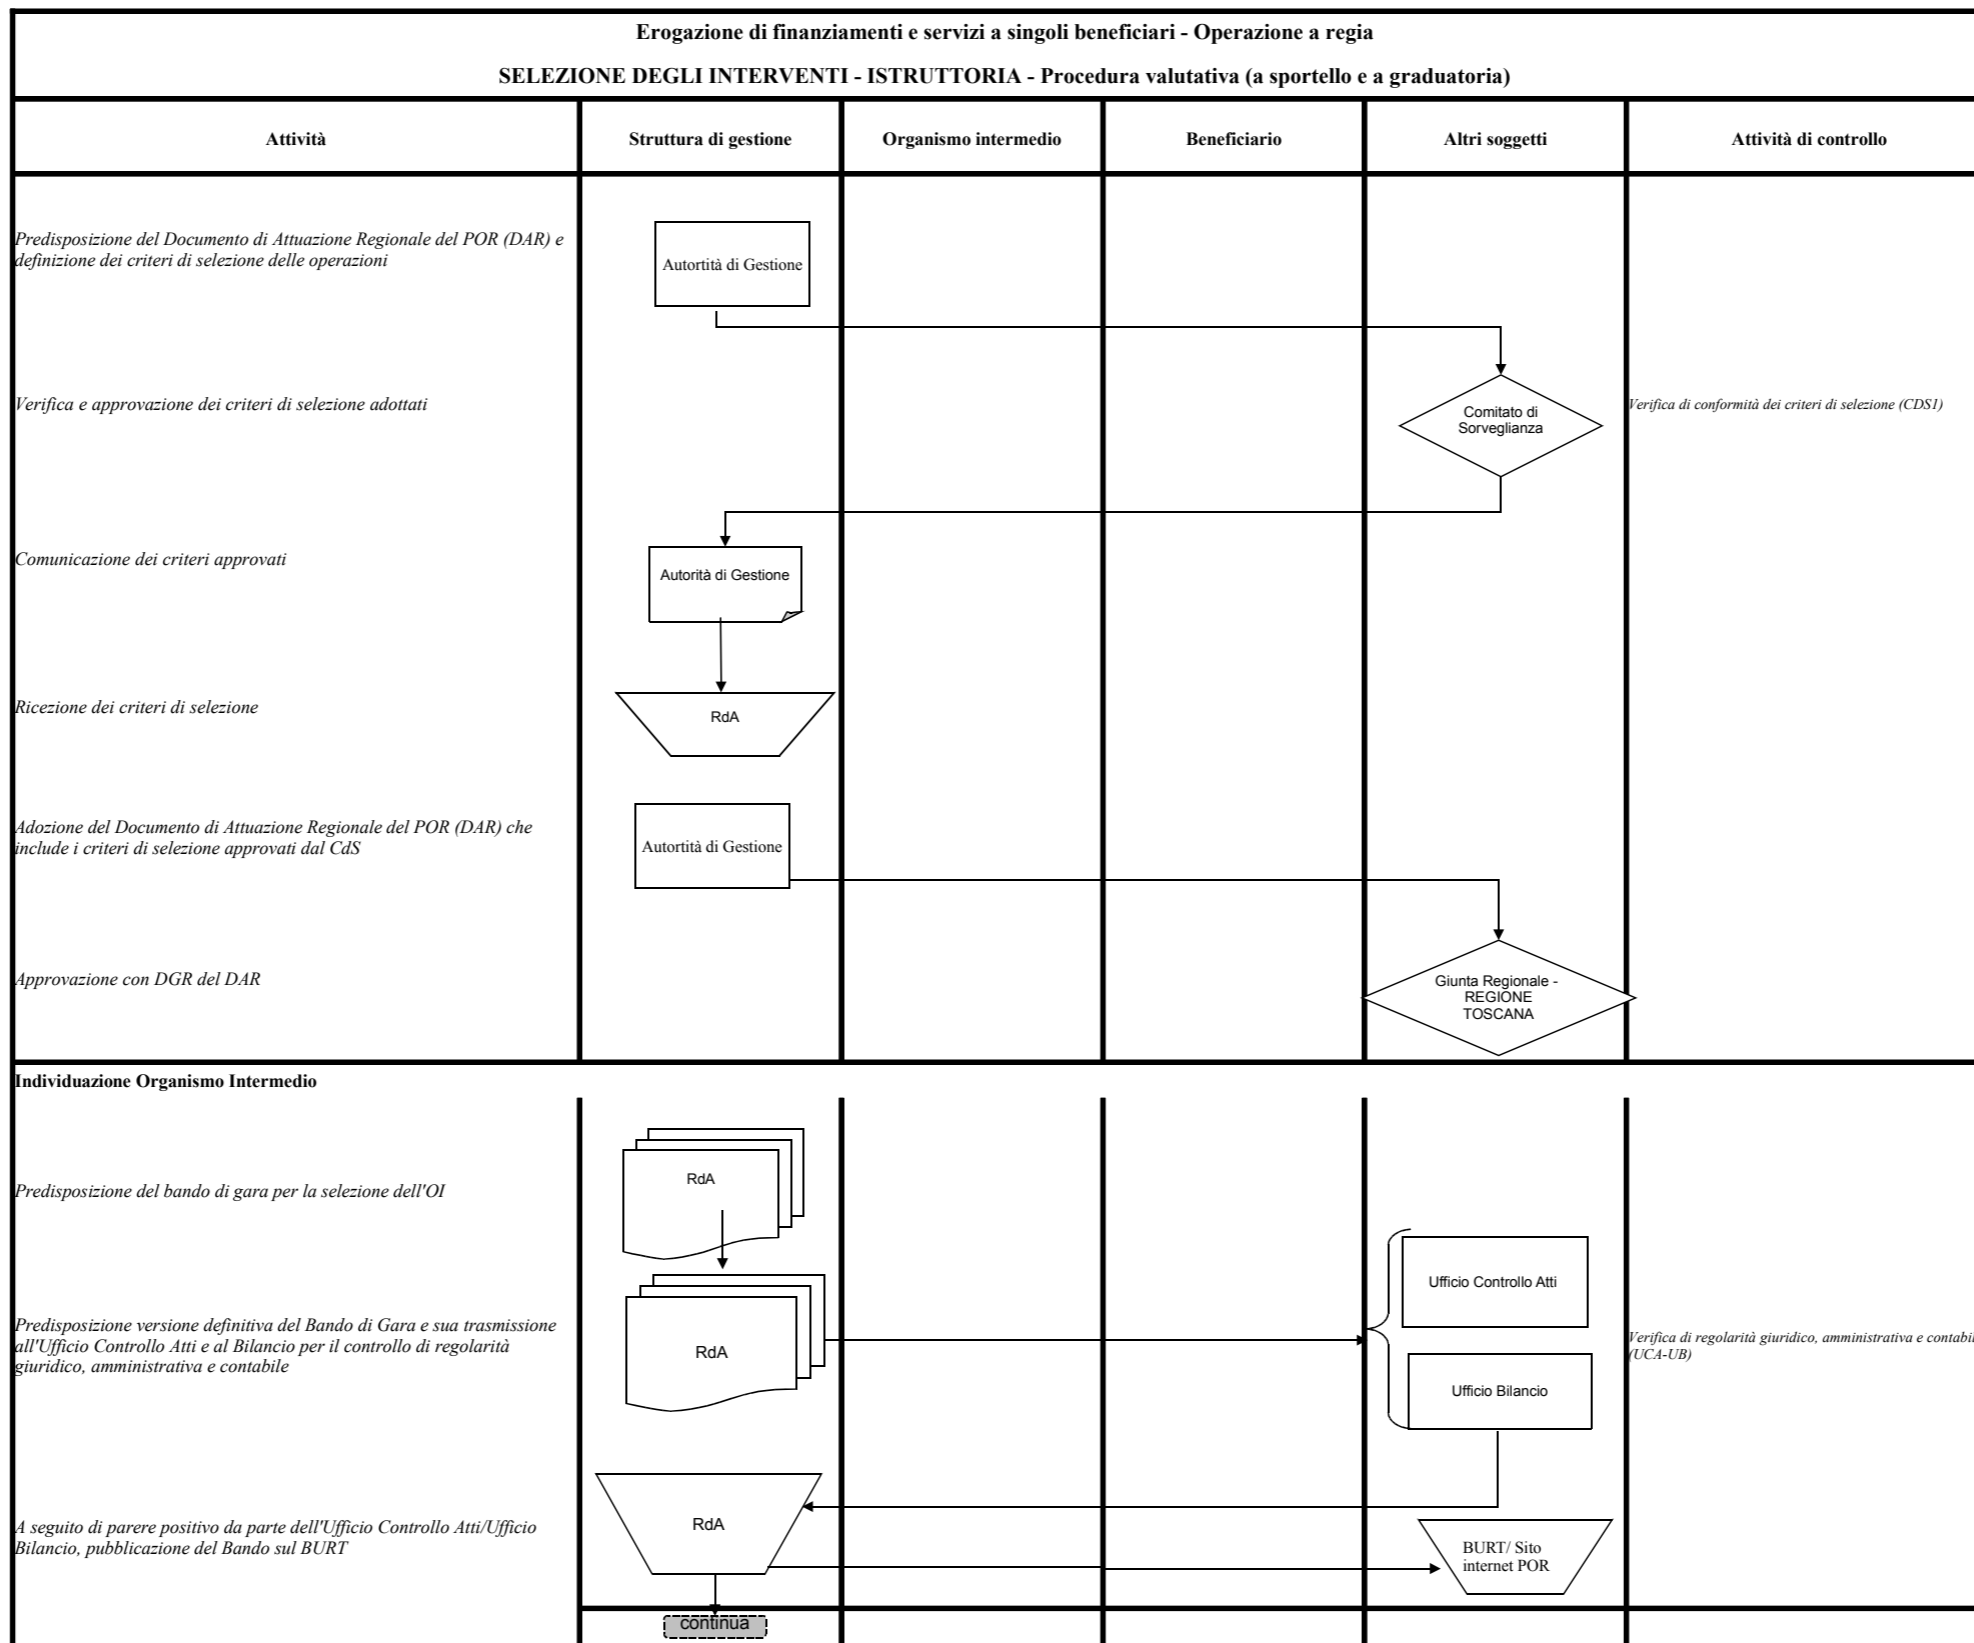 Erogazione di finanziamenti e servizi a singoli beneficiari - Operazione a regia
SELEZIONE DEGLI INTERVENTI - ISTRUTTORIA - Procedura valutativa (a sportello e a graduatoria)
Attività
Struttura di gestione
Organismo intermedio
Beneficiario
Altri soggetti
Attività di controllo
Predisposizione del Documento di Attuazione Regionale del POR (DAR) e
definizione dei criteri di selezione delle operazioni
Autortità di Gestione
Verifica e approvazione dei criteri di selezione adottati
Comitato di
Sorveglianza
Verifica di conformità dei criteri di selezione (CDS1)
Comunicazione dei criteri approvati
Autorità di Gestione
Ricezione dei criteri di selezione
RdA
Adozione del Documento di Attuazione Regionale del POR (DAR) che
include i criteri di selezione approvati dal CdS
Autortità di Gestione
Approvazione con DGR del DAR
Giunta Regionale -
REGIONE
TOSCANA
Individuazione Organismo Intermedio
Predisposizione del bando di gara per la selezione dell'OI
RdA
Ufficio Controllo Atti
Predisposizione versione definitiva del Bando di Gara e sua trasmissione
all'Ufficio Controllo Atti e al Bilancio per il controllo di regolarità
giuridico, amministrativa e contabile
RdA
Ufficio Bilancio
Verifica di regolarità giuridico, amministrativa e contabil
(UCA-UB)
A seguito di parere positivo da parte dell'Ufficio Controllo Atti/Ufficio
Bilancio, pubblicazione del Bando sul BURT
RdA
BURT/ Sito
internet POR
continua